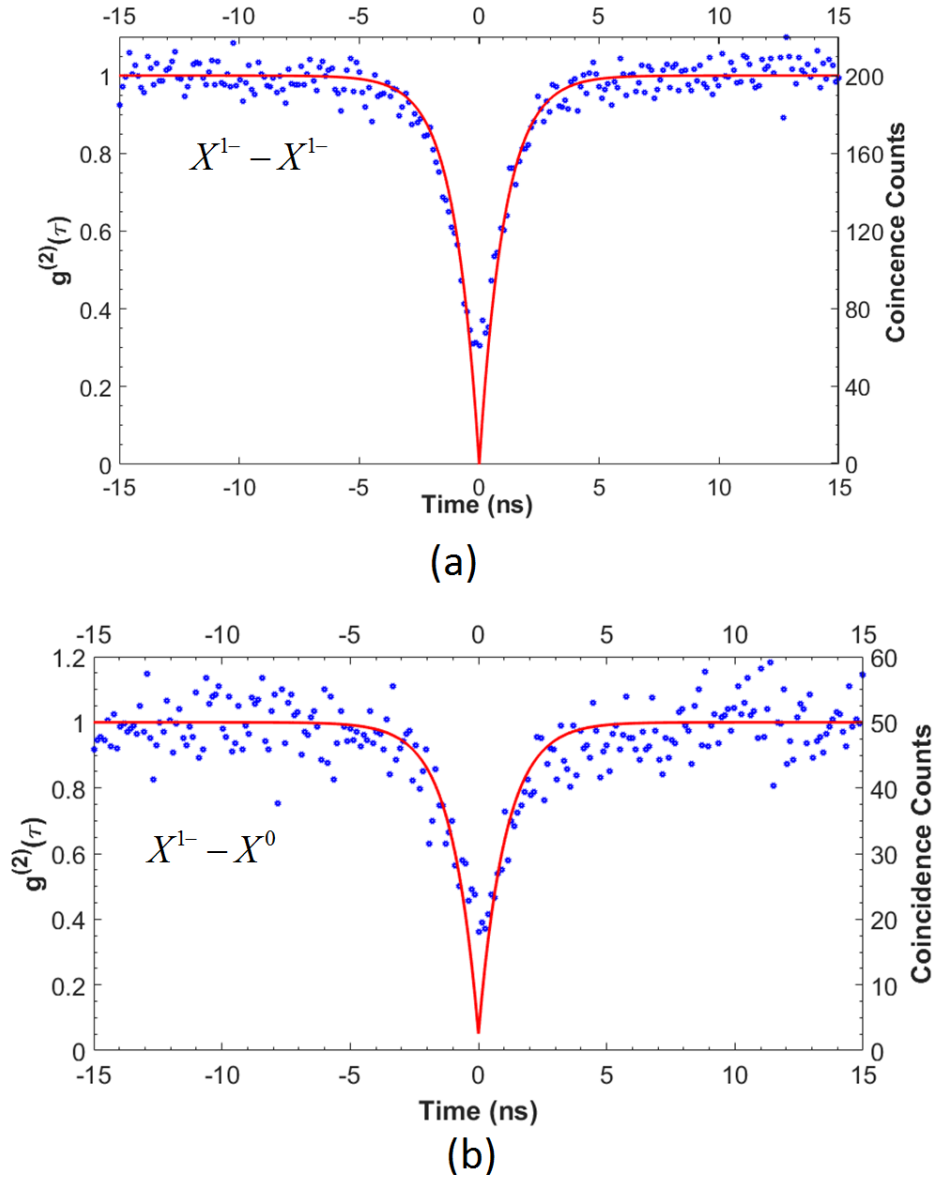 -15 -10 -5 0 5 10 15
1 200
0.8 160
X¹⁻ − X¹⁻
0.6 120
0.4 80
0.2 40
0 0
g⁽²⁾(τ)
Coincence Counts
-15 -10 -5 0 5 10 15
Time (ns)
(a)
-15 -10 -5 0 5 10 15
1.2 60
1 50
0.8 40
X¹⁻ − X⁰
0.6 30
0.4 20
0.2 10
0 0
g⁽²⁾(τ)
Coincidence Counts
-15 -10 -5 0 5 10 15
Time (ns)
(b)